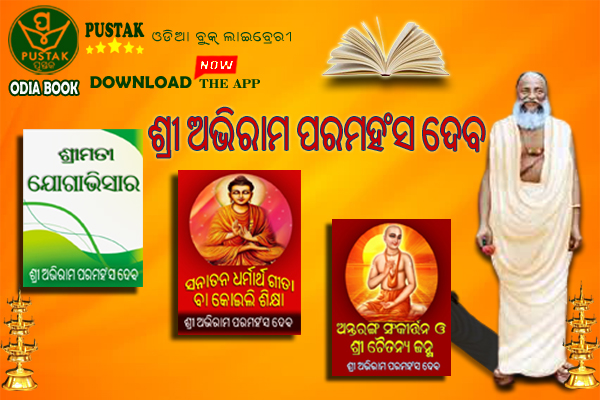 PUSTAK
ପୁସ୍ତକ
ODIA BOOK
PUSTAK ଓଡିଆ ବୁକ୍ ଲାଇବ୍ରେରୀ
DOWNLOAD NOW THE APP
ଶ୍ରୀ ଅଭିରାମ ପରମହଂସ ଦେବ
ଶ୍ରୀମତୀ
ଯୋଗାଭିସାର
ଶ୍ରୀ ଅଭିରାମ ପରମହଂସ ଦେବ
ସନାତନ ଧର୍ମାର୍ଥ ଗୀତା
ବା କୋଇଲି ଶିକ୍ଷା
ଶ୍ରୀ ଅଭିରାମ ପରମହଂସ ଦେବ
ଅନ୍ତରଙ୍ଗ ସଂକୀର୍ତ୍ତନ ଓ
ଶ୍ରୀ ଚୈତନ୍ୟ ଜନ୍ମ
ଶ୍ରୀ ଅଭିରାମ ପରମହଂସ ଦେବ